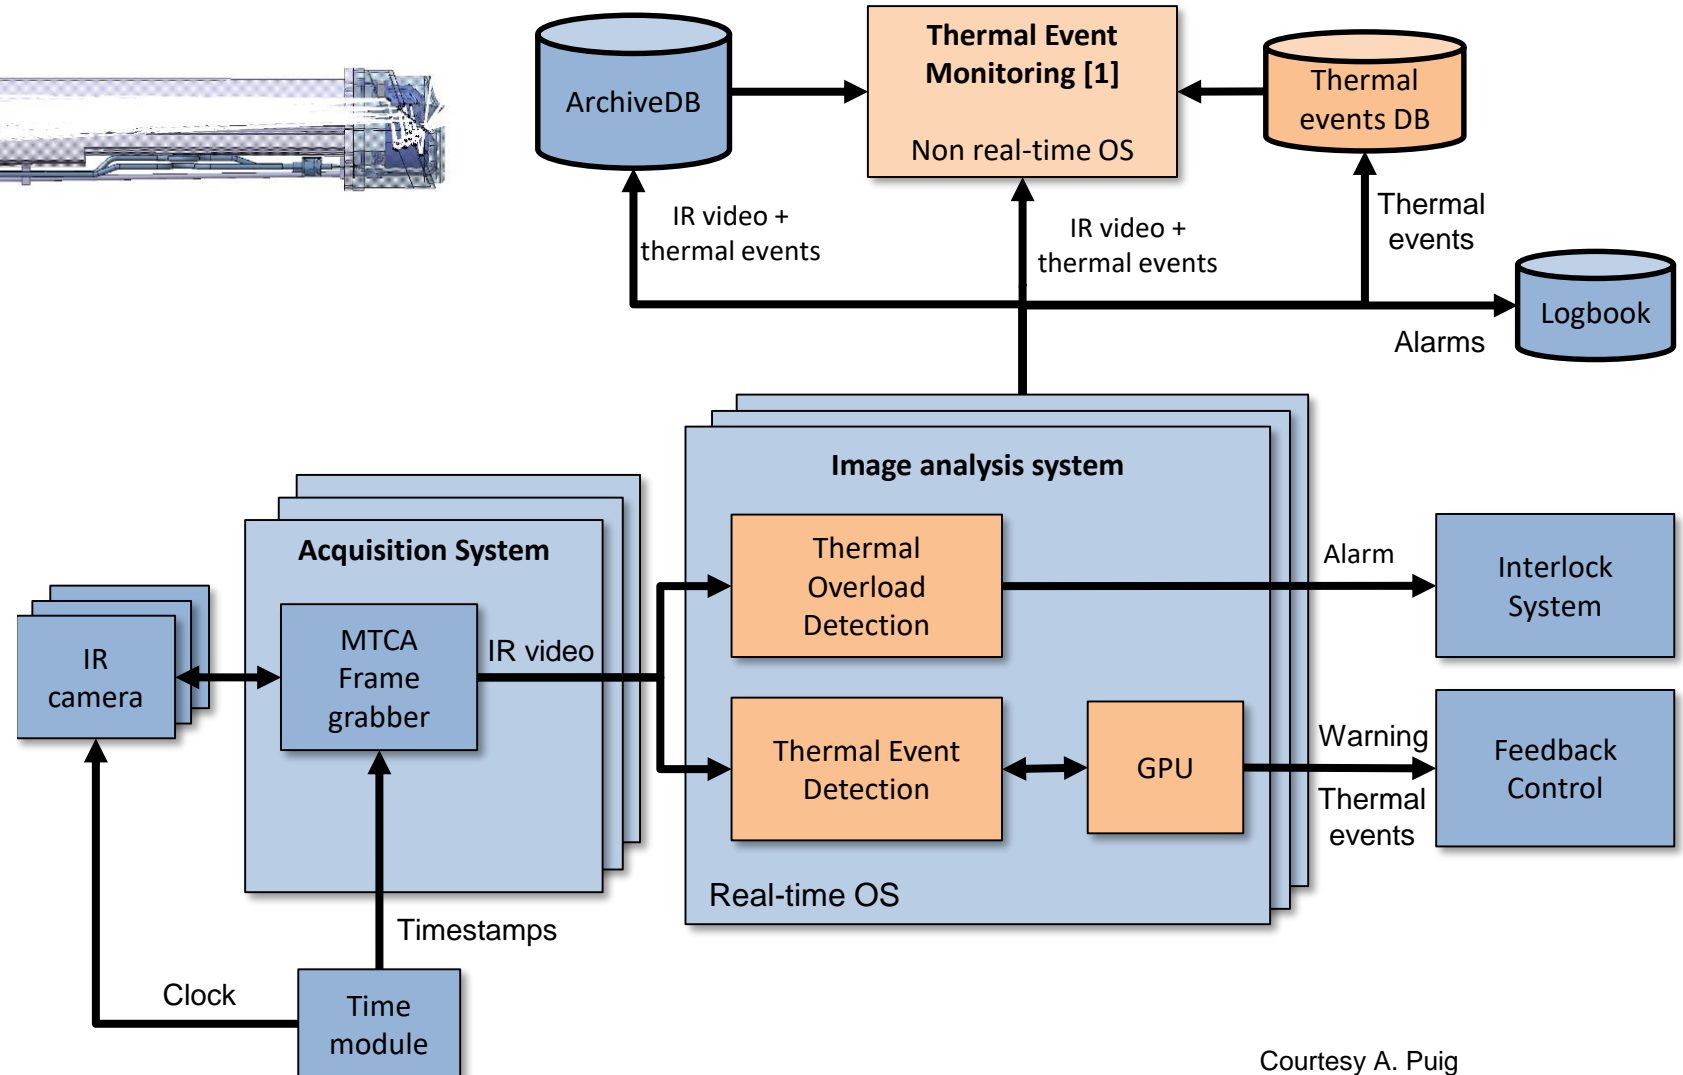 Thermal Event
Monitoring [1]
Non real-time OS
ArchiveDB
Thermal
events DB
IR video +
thermal events
IR video +
thermal events
Thermal
events
Logbook
Alarms
Image analysis system
Acquisition System
Thermal
Overload
Detection
Alarm
Interlock
System
IR
camera
MTCA
Frame
grabber
IR video
Thermal Event
Detection
GPU
Warning
Thermal
events
Feedback
Control
Real-time OS
Timestamps
Clock
Time
module
Courtesy A. Puig